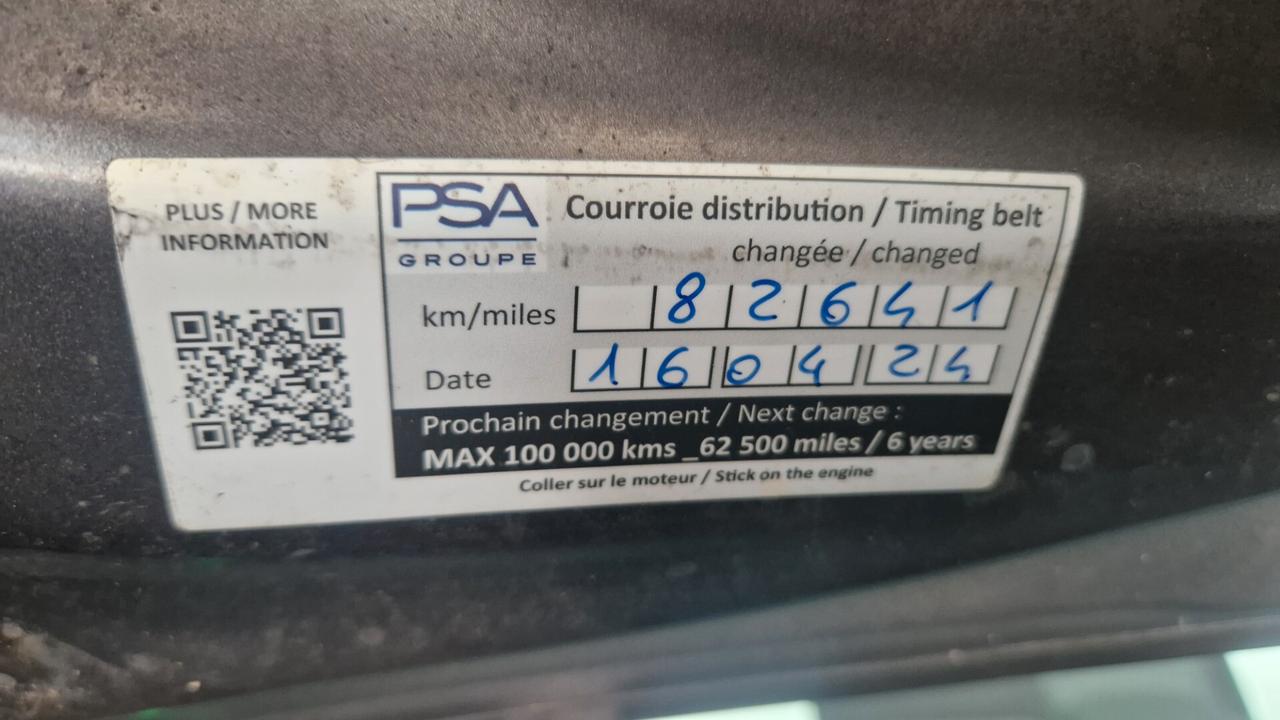 PLUS / MORE
INFORMATION
PSA
GROUPE
Courroie distribution / Timing belt
changée / changed
km/miles 82641
Date 16 04 24
Prochain changement / Next change :
MAX 100 000 kms _62 500 miles / 6 years
Coller sur le moteur / Stick on the engine